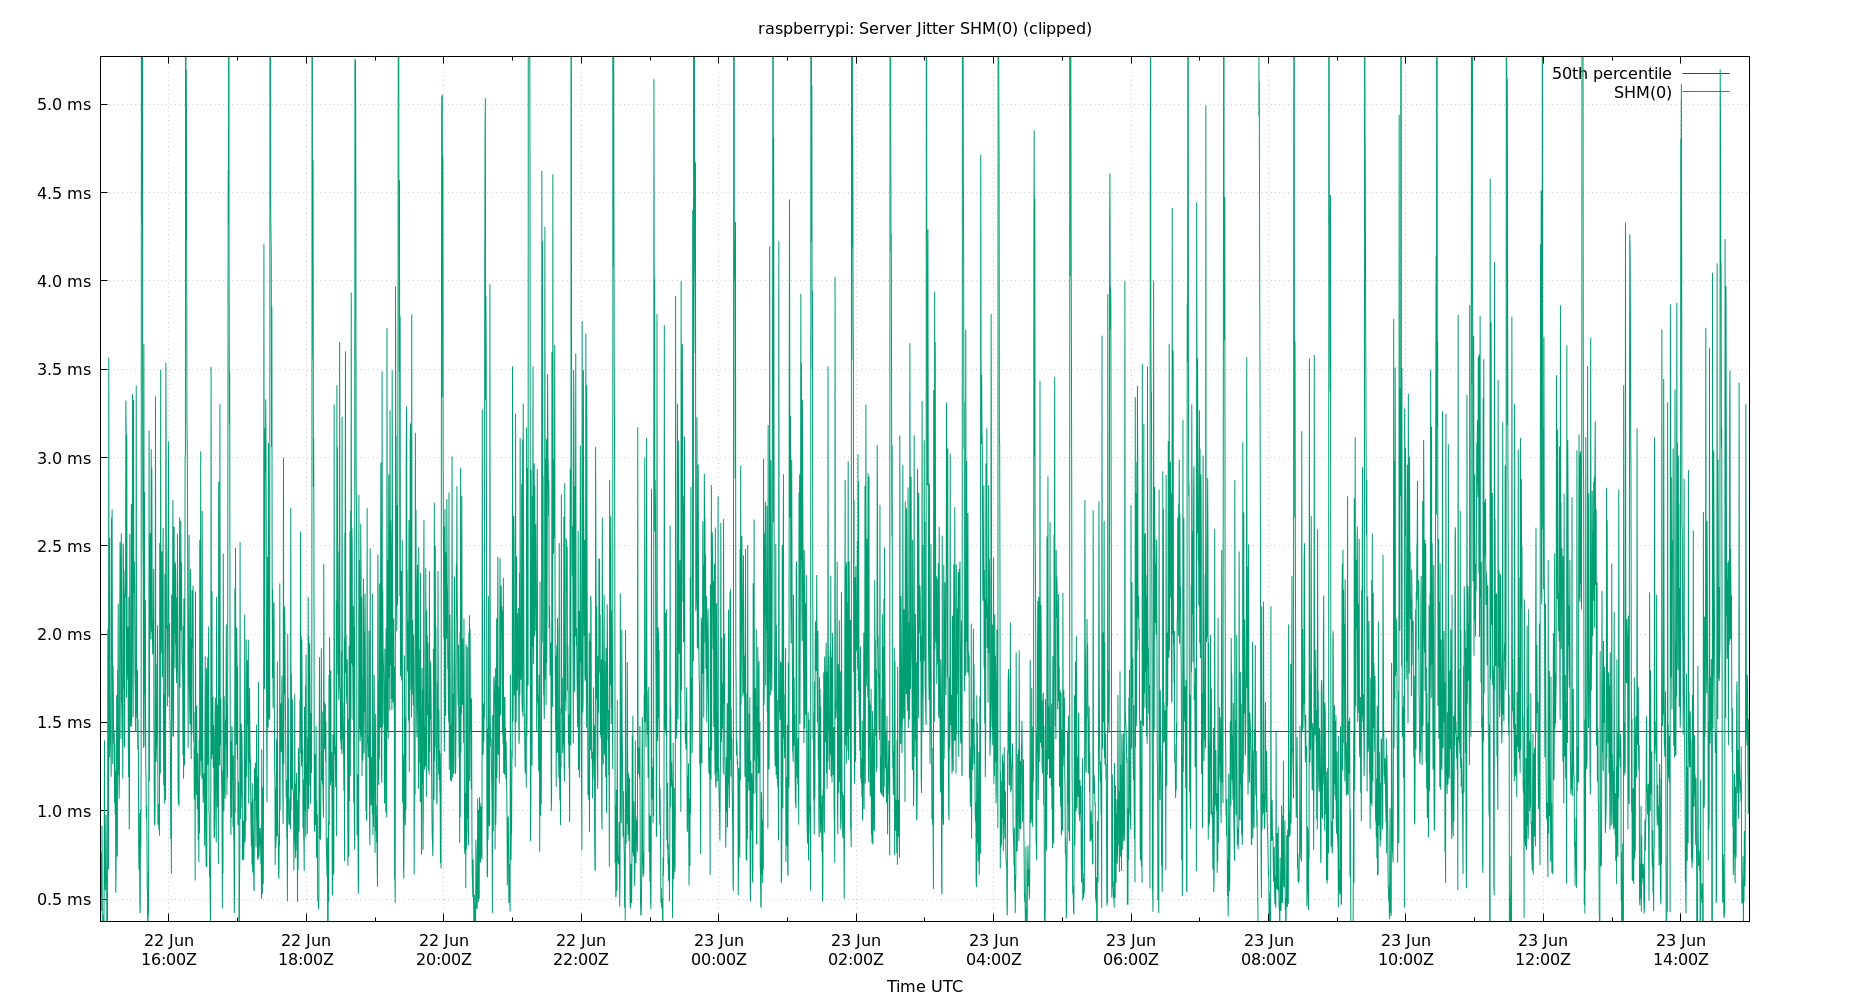 raspberrypi: Server Jitter SHM(0) (clipped)
50th percentile
SHM(0)
5.0 ms
4.5 ms
4.0 ms
3.5 ms
3.0 ms
2.5 ms
2.0 ms
1.5 ms
1.0 ms
0.5 ms
22 Jun 22 Jun 22 Jun 22 Jun 23 Jun 23 Jun 23 Jun 23 Jun 23 Jun 23 Jun 23 Jun 23 Jun
16:00Z 18:00Z 20:00Z 22:00Z 00:00Z 02:00Z 04:00Z 06:00Z 08:00Z 10:00Z 12:00Z 14:00Z
Time UTC